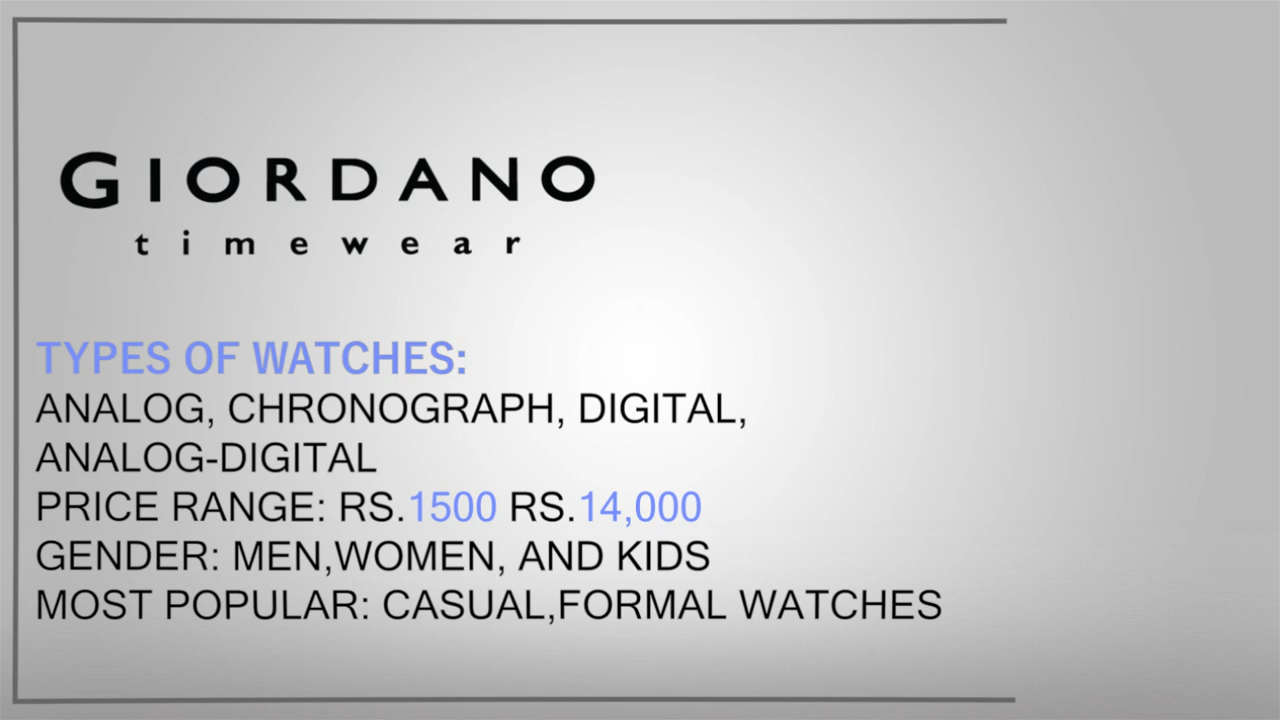 GIORDANO
timewear
TYPES OF WATCHES:
ANALOG, CHRONOGRAPH, DIGITAL,
ANALOG-DIGITAL
PRICE RANGE: RS.1500 RS.14,000
GENDER: MEN,WOMEN, AND KIDS
MOST POPULAR: CASUAL,FORMAL WATCHES